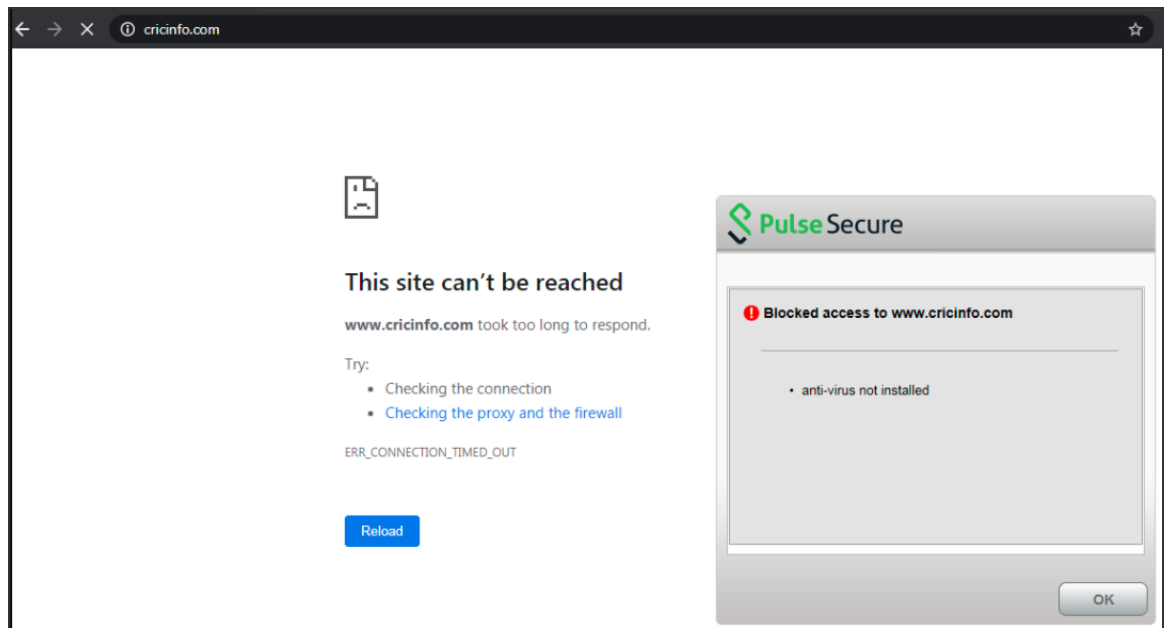 cricinfo.com
This site can't be reached
www.cricinfo.com took too long to respond.
Try:
• Checking the connection
• Checking the proxy and the firewall
ERR_CONNECTION_TIMED_OUT
Reload
Pulse Secure
Blocked access to www.cricinfo.com
• anti-virus not installed
OK